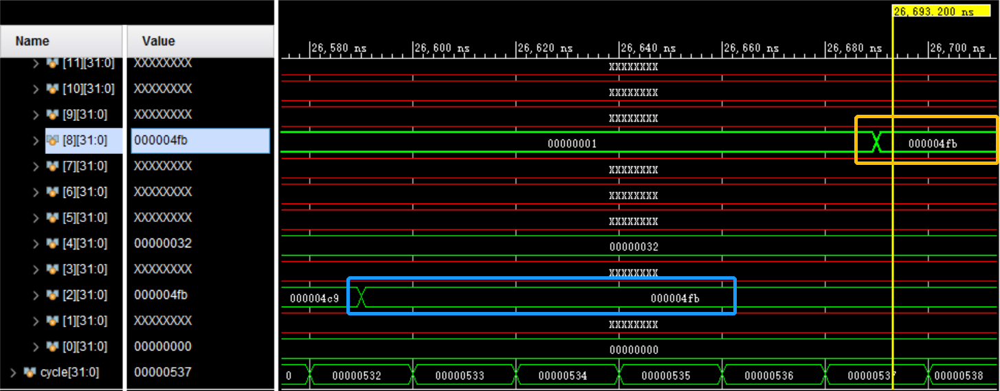 26,693.200 ns
Name Value
26,580 ns 26,600 ns 26,620 ns 26,640 ns 26,660 ns 26,680 ns 26,700 ns
[11][31:0] XXXXXXXX XXXXXXXX
[10][31:0] XXXXXXXX XXXXXXXX
[9][31:0] XXXXXXXX XXXXXXXX
[8][31:0] 000004fb 00000001 000004fb
[7][31:0] XXXXXXXX XXXXXXXX
[6][31:0] XXXXXXXX XXXXXXXX
[5][31:0] XXXXXXXX XXXXXXXX
[4][31:0] 00000032 00000032
[3][31:0] XXXXXXXX XXXXXXXX
[2][31:0] 000004fb 000004c9 000004fb
[1][31:0] XXXXXXXX XXXXXXXX
[0][31:0] 00000000 00000000
cycle[31:0] 00000537 0 00000532 00000533 00000534 00000535 00000536 00000537 00000538